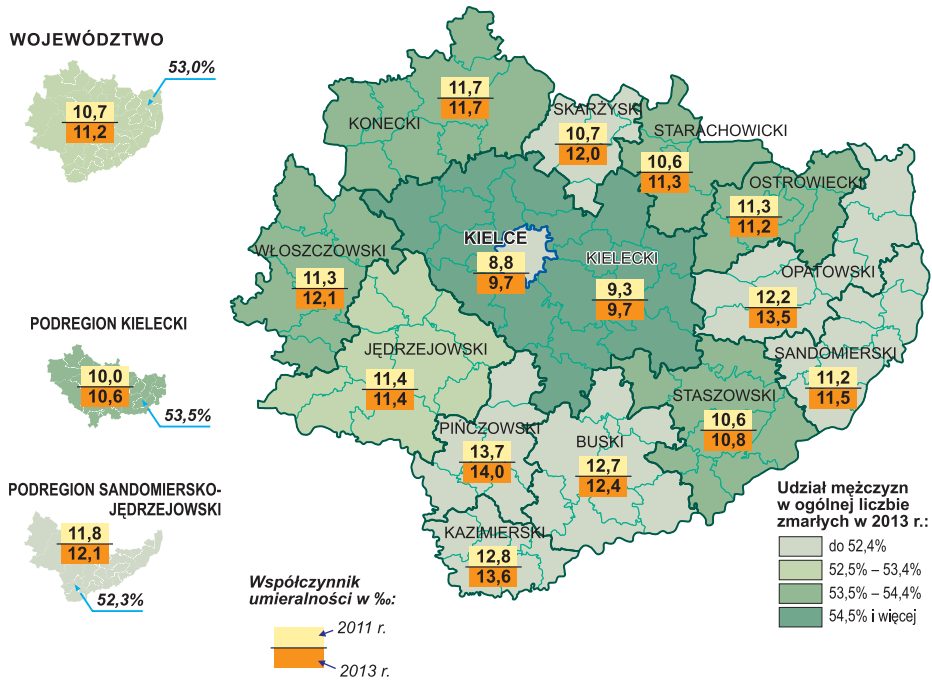 WOJEWÓDZTWO
53,0%
10,7
11,2
PODREGION KIELECKI
10,0
10,6
53,5%
PODREGION SANDOMIERSKO-
JĘDRZEJOWSKI
11,8
12,1
52,3%
11,7
11,7
KONECKI
SKARŻYSKI
10,7
12,0
STARACHOWICKI
10,6
11,3
OSTROWIECKI
11,3
11,2
WŁOSZCZOWSKI
11,3
12,1
KIELCE
8,8
9,7
KIELECKI
9,3
9,7
OPATOWSKI
12,2
13,5
SANDOMIERSKI
11,2
11,5
JĘDRZEJOWSKI
11,4
11,4
STASZOWSKI
10,6
10,8
PIŃCZOWSKI
13,7
14,0
BUSKI
12,7
12,4
KAZIMIERSKI
12,8
13,6
Współczynnik
umieralności w ‰:
2011 r.
2013 r.
Udział mężczyzn
w ogólnej liczbie
zmarłych w 2013 r.:
do 52,4%
52,5% – 53,4%
53,5% – 54,4%
54,5% i więcej